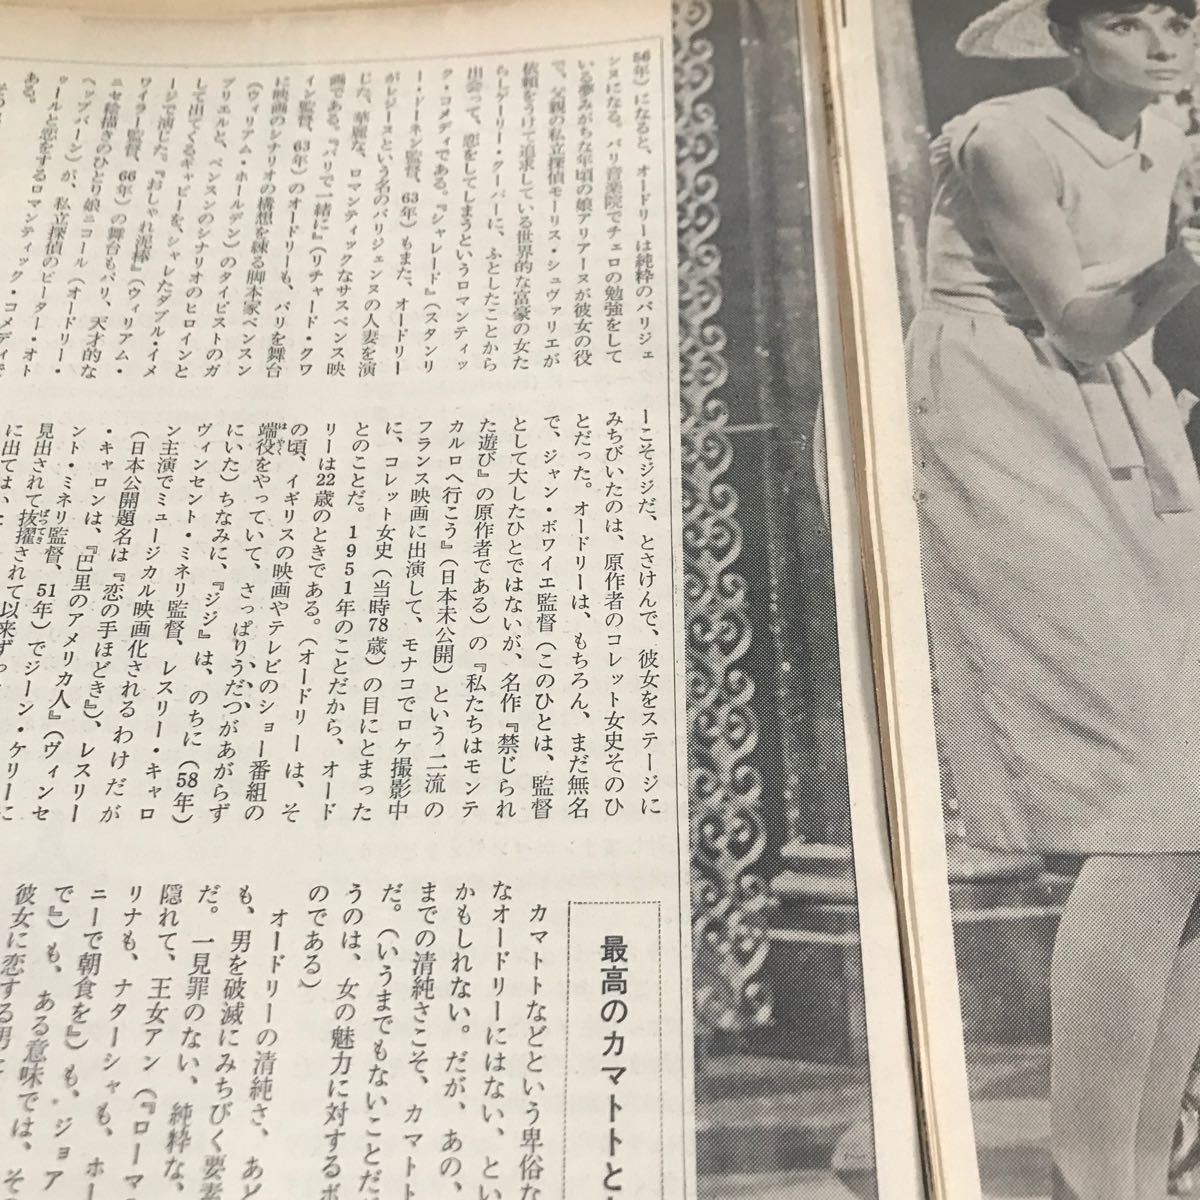 56年）になると、オードリーは純粋のパリジェ
ンヌになる。パリ音楽院でチェロの勉強をして
いる夢みがちな年頃の娘アリアーヌが彼女の役
で、父親の私立探偵モーリス・シュヴァリエが
依頼をうけて追求している世界的な富豪の女た
らしゲーリー・クーパーに、ふとしたことから
出会って、恋をしてしまうというロマンティッ
ク・コメディである。『シャレード』（スタンリ
ー・ドーネン監督、63年）もまた、オードリー
がレジーヌという名のパリジェンヌの人妻を演
じた、華麗な、ロマンティックなサスペンス映
画である。『パリで一緒に』（リチャード・クワ
イン監督、63年）のオードリーも、パリを舞台
に映画のシナリオの構想を練る脚本家ベンスン
（ウィリアム・ホールデン）のタイピストのガ
ブリエルと、ベンスンのシナリオのヒロインと
して出てくるギャビーを、シャレたダブル・イメ
ージで演じた。『おしゃれ泥棒』（ウィリアム・
ワイラー監督、66年）の舞台もパリ、天才的な
ニセ絵描きのひとり娘ニコール（オードリー・
ヘップバーン）が、私立探偵のピーター・オト
ゥールと恋をするロマンティック・コメディで
ある。
ーこそジジだ、とさけんで、彼女をステージに
みちびいたのは、原作者のコレット女史そのひ
とだった。オードリーは、もちろん、まだ無名
で、ジャン・ボワイエ監督（このひとは、監督
として大したひとではないが、名作『禁じられ
た遊び』の原作者である）の『私たちはモンテ
カルロへ行こう』（日本未公開）という二流の
フランス映画に出演して、モナコでロケ撮影中
に、コレット女史（当時78歳）の目にとまった
とのことだ。1951年のことだから、オード
リーは22歳のときである。（オードリーは、そ
の頃、イギリスの映画やテレビのショー番組の
端役をやっていて、さっぱりうだつがあがらず
にいた）ちなみに、『ジジ』は、のちに（58年）
ヴィンセント・ミネリ監督、レスリー・キャロ
ン主演でミュージカル映画化されるわけだが
（日本公開題名は『恋の手ほどき』）、レスリー
・キャロンは、『巴里のアメリカ人』（ヴィンセ
ント・ミネリ監督、51年）でジーン・ケリーに
見出されて抜擢されて以来ずっ
に出ては
最高のカマトトと
カマトトなどという卑俗な
なオードリーにはない、とい
かもしれない。だが、あの、
までの清純さこそ、カマト
だ。（いうまでもないことだ
うのは、女の魅力に対するボ
のである）
オードリーの清純さ、あど
も、男を破滅にみちびく要素
だ。一見罪のない、純粋な、
隠れて、王女アン（『ローマ
リナも、ナターシャも、ホー
ニーで朝食を』）も、ジョア
で』）も、ある意味では、その
彼女に恋する男